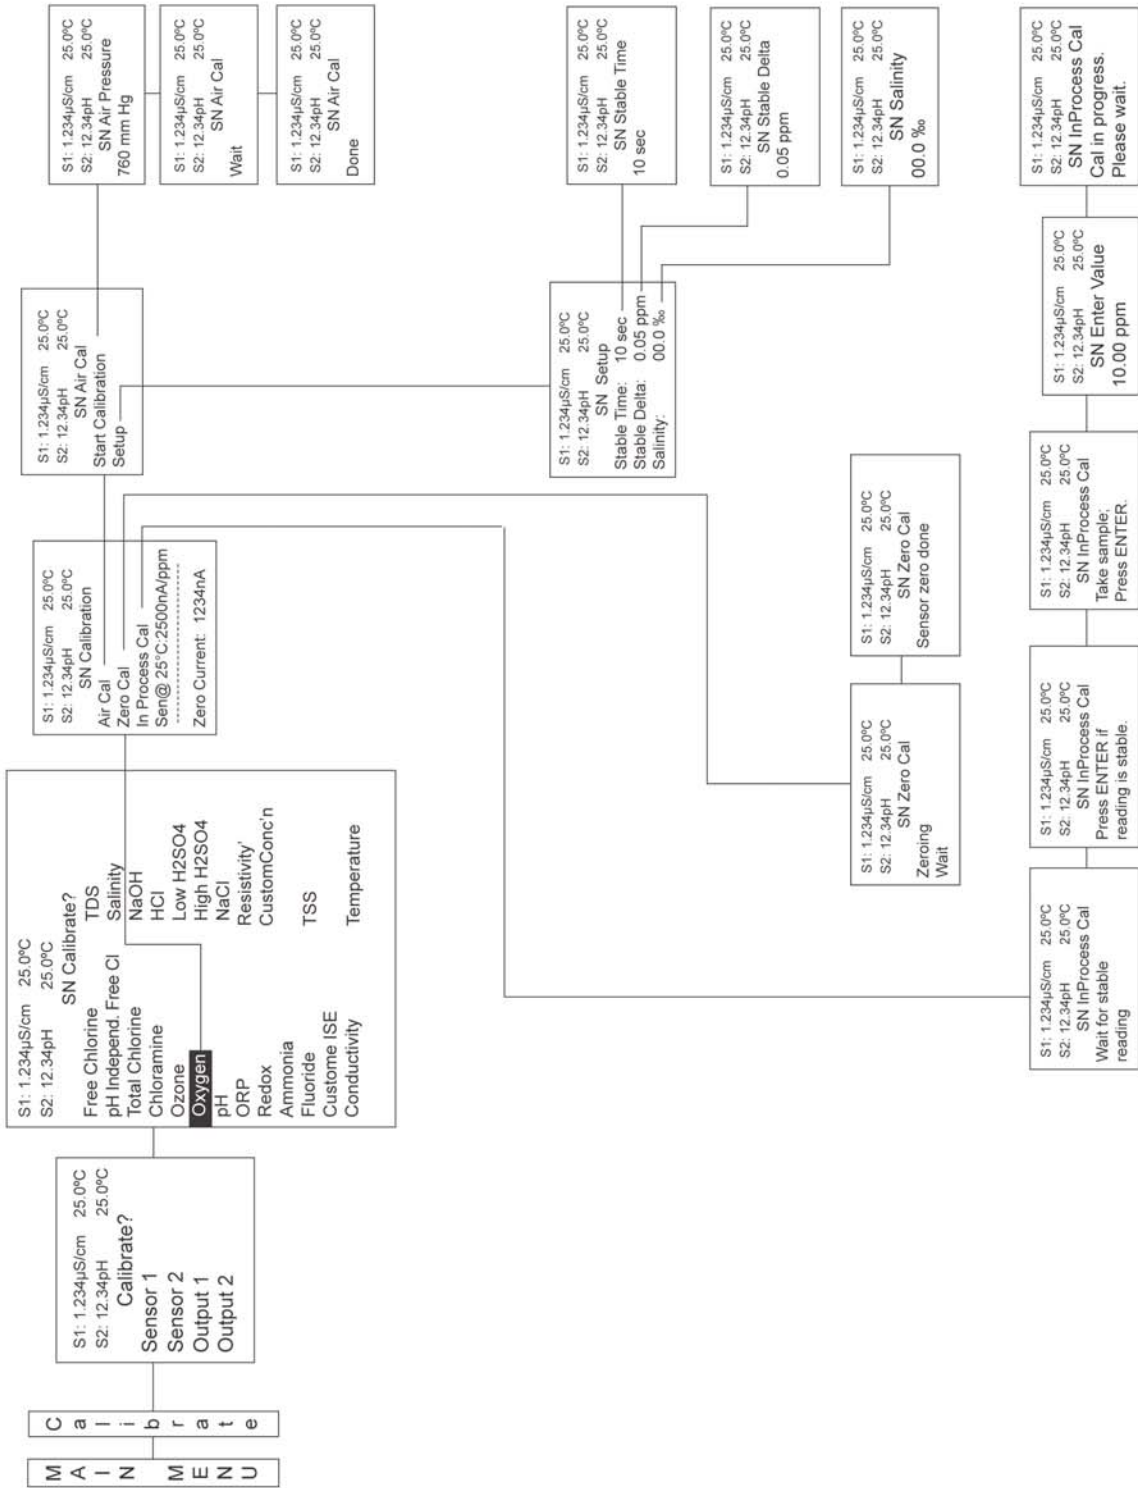 MAIN MENU
Calibrate
S1: 1.234µS/cm 25.0ºC
S2: 12.34pH 25.0ºC
Calibrate?
Sensor 1
Sensor 2
Output 1
Output 2
S1: 1.234µS/cm 25.0ºC
S2: 12.34pH 25.0ºC
SN Calibrate?
Free Chlorine TDS
pH Independ. Free Cl Salinity
Total Chlorine NaOH
Chloramine HCl
Ozone Low H2SO4
Oxygen High H2SO4
pH NaCl
ORP Resistivity'
Redox CustomConc'n
Ammonia
Fluoride TSS
Custome ISE
Conductivity Temperature
S1: 1.234µS/cm 25.0ºC
S2: 12.34pH 25.0ºC
SN Calibration
Air Cal
Zero Cal
In Process Cal
Sen@ 25°C:2500nA/ppm
---------------------------
Zero Current: 1234nA
S1: 1.234µS/cm 25.0ºC
S2: 12.34pH 25.0ºC
SN Air Cal
Start Calibration
Setup
S1: 1.234µS/cm 25.0ºC
S2: 12.34pH 25.0ºC
SN Air Pressure
760 mm Hg
S1: 1.234µS/cm 25.0ºC
S2: 12.34pH 25.0ºC
SN Air Cal
Wait
S1: 1.234µS/cm 25.0ºC
S2: 12.34pH 25.0ºC
SN Air Cal
Done
S1: 1.234µS/cm 25.0ºC
S2: 12.34pH 25.0ºC
SN Setup
Stable Time: 10 sec
Stable Delta: 0.05 ppm
Salinity: 00.0 ‰
S1: 1.234µS/cm 25.0ºC
S2: 12.34pH 25.0ºC
SN Stable Time
10 sec
S1: 1.234µS/cm 25.0ºC
S2: 12.34pH 25.0ºC
SN Stable Delta
0.05 ppm
S1: 1.234µS/cm 25.0ºC
S2: 12.34pH 25.0ºC
SN Salinity
00.0 ‰
S1: 1.234µS/cm 25.0ºC
S2: 12.34pH 25.0ºC
SN Zero Cal
Zeroing
Wait
S1: 1.234µS/cm 25.0ºC
S2: 12.34pH 25.0ºC
SN Zero Cal
Sensor zero done
S1: 1.234µS/cm 25.0ºC
S2: 12.34pH 25.0ºC
SN InProcess Cal
Wait for stable
reading
S1: 1.234µS/cm 25.0ºC
S2: 12.34pH 25.0ºC
SN InProcess Cal
Press ENTER if
reading is stable.
S1: 1.234µS/cm 25.0ºC
S2: 12.34pH 25.0ºC
SN InProcess Cal
Take sample;
Press ENTER.
S1: 1.234µS/cm 25.0ºC
S2: 12.34pH 25.0ºC
SN Enter Value
10.00 ppm
S1: 1.234µS/cm 25.0ºC
S2: 12.34pH 25.0ºC
SN InProcess Cal
Cal in progress.
Please wait.